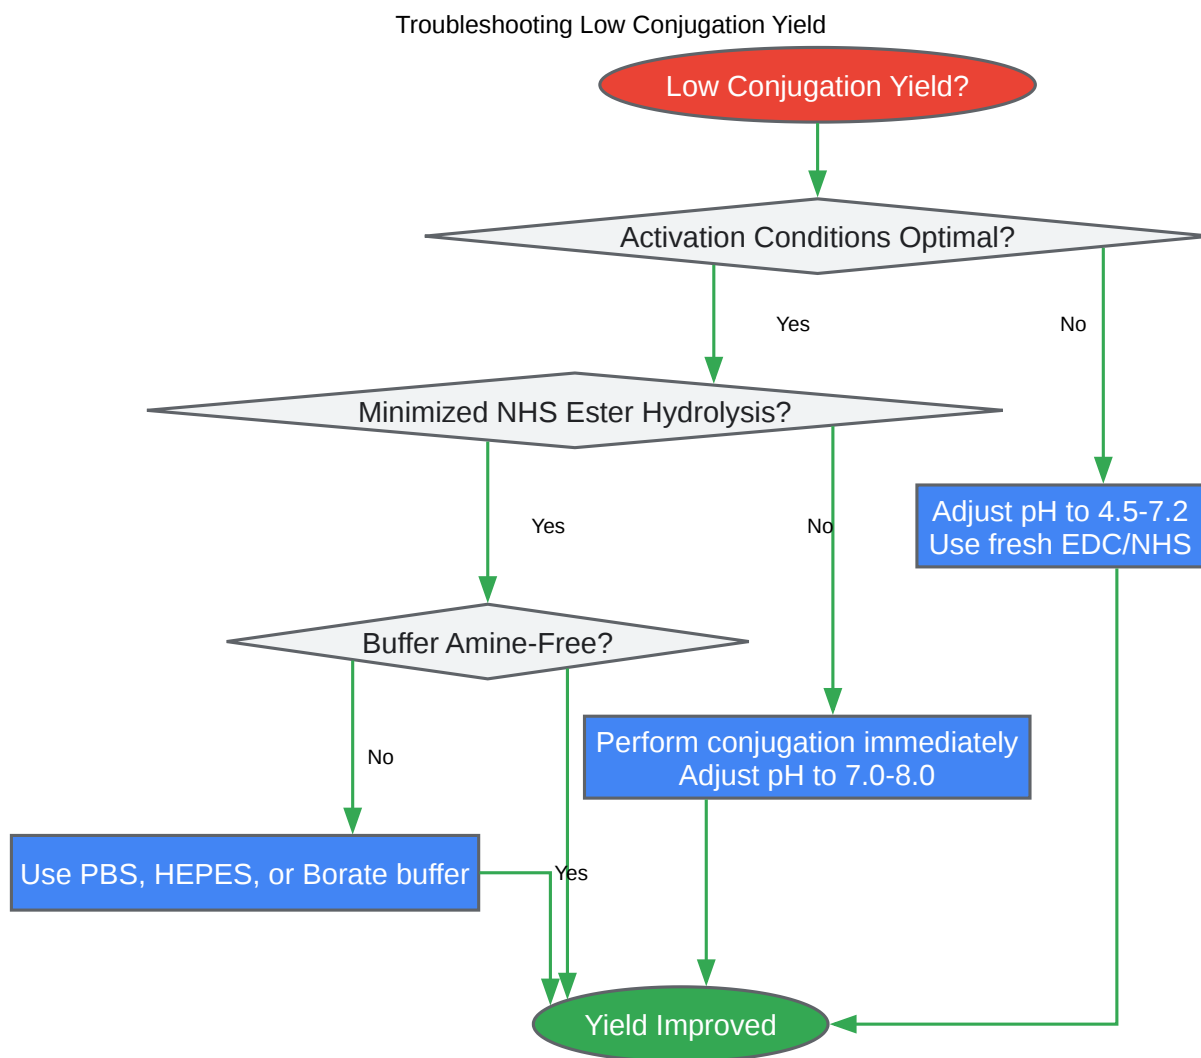 Troubleshooting Low Conjugation Yield
Low Conjugation Yield?
Activation Conditions Optimal?
Yes
No
Minimized NHS Ester Hydrolysis?
Adjust pH to 4.5-7.2
Use fresh EDC/NHS
Yes
No
Buffer Amine-Free?
Perform conjugation immediately
Adjust pH to 7.0-8.0
No
Use PBS, HEPES, or Borate buffer
Yes
Yield Improved